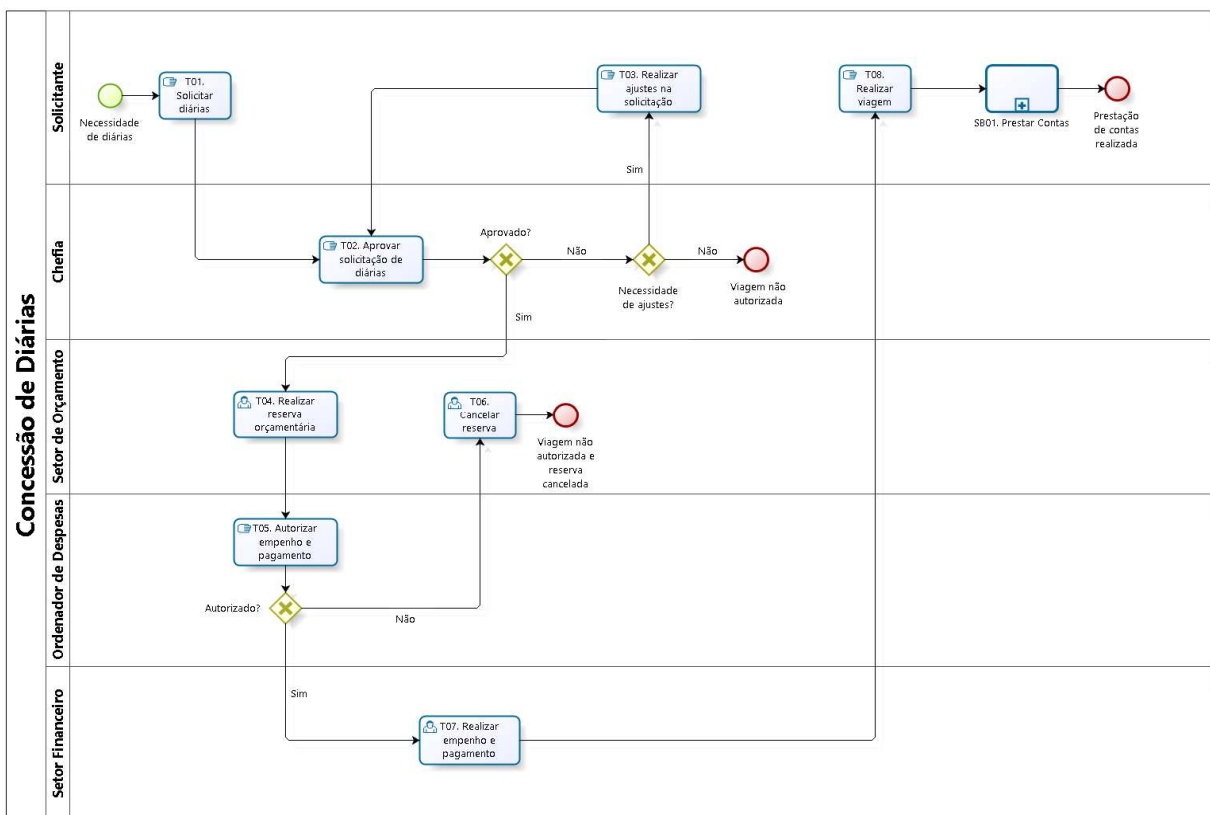 Concessão de Diárias
Solicitante
Necessidade
de diárias
T01.
Solicitar
diárias
T03. Realizar
ajustes na
solicitação
T08.
Realizar
viagem
SB01. Prestar Contas
Prestação
de contas
realizada
Sim
Chefia
T02. Aprovar
solicitação de
diárias
Aprovado?
Não
Necessidade
de ajustes?
Não
Viagem não
autorizada
Sim
Setor de Orçamento
T04. Realizar
reserva
orçamentária
T06.
Cancelar
reserva
Viagem não
autorizada e
reserva
cancelada
Ordenador de Despesas
T05. Autorizar
empenho e
pagamento
Autorizado?
Não
Setor Financeiro
Sim
T07. Realizar
empenho e
pagamento